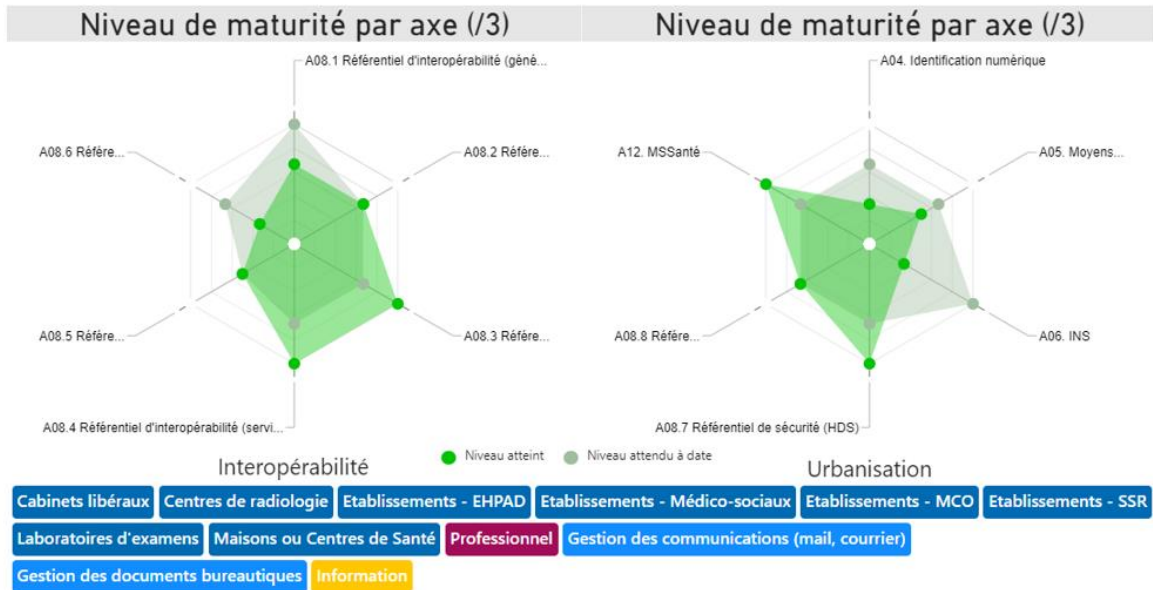 Niveau de maturité par axe (/3)
Niveau de maturité par axe (/3)
A08.1 Référentiel d'interopérabilité (géné...
A08.6 Référe...
A08.2 Référe...
A08.5 Référe...
A08.3 Référe...
A08.4 Référentiel d'interopérabilité (servi...
A04. Identification numérique
A12. MSSanté
A05. Moyens...
A08.8 Référe...
A06. INS
A08.7 Référentiel de sécurité (HDS)
Interopérabilité
Niveau atteint
Niveau attendu à date
Urbanisation
Cabinets libéraux
Centres de radiologie
Etablissements - EHPAD
Etablissements - Médico-sociaux
Etablissements - MCO
Etablissements - SSR
Laboratoires d'examens
Maisons ou Centres de Santé
Professionnel
Gestion des communications (mail, courrier)
Gestion des documents bureautiques
Information